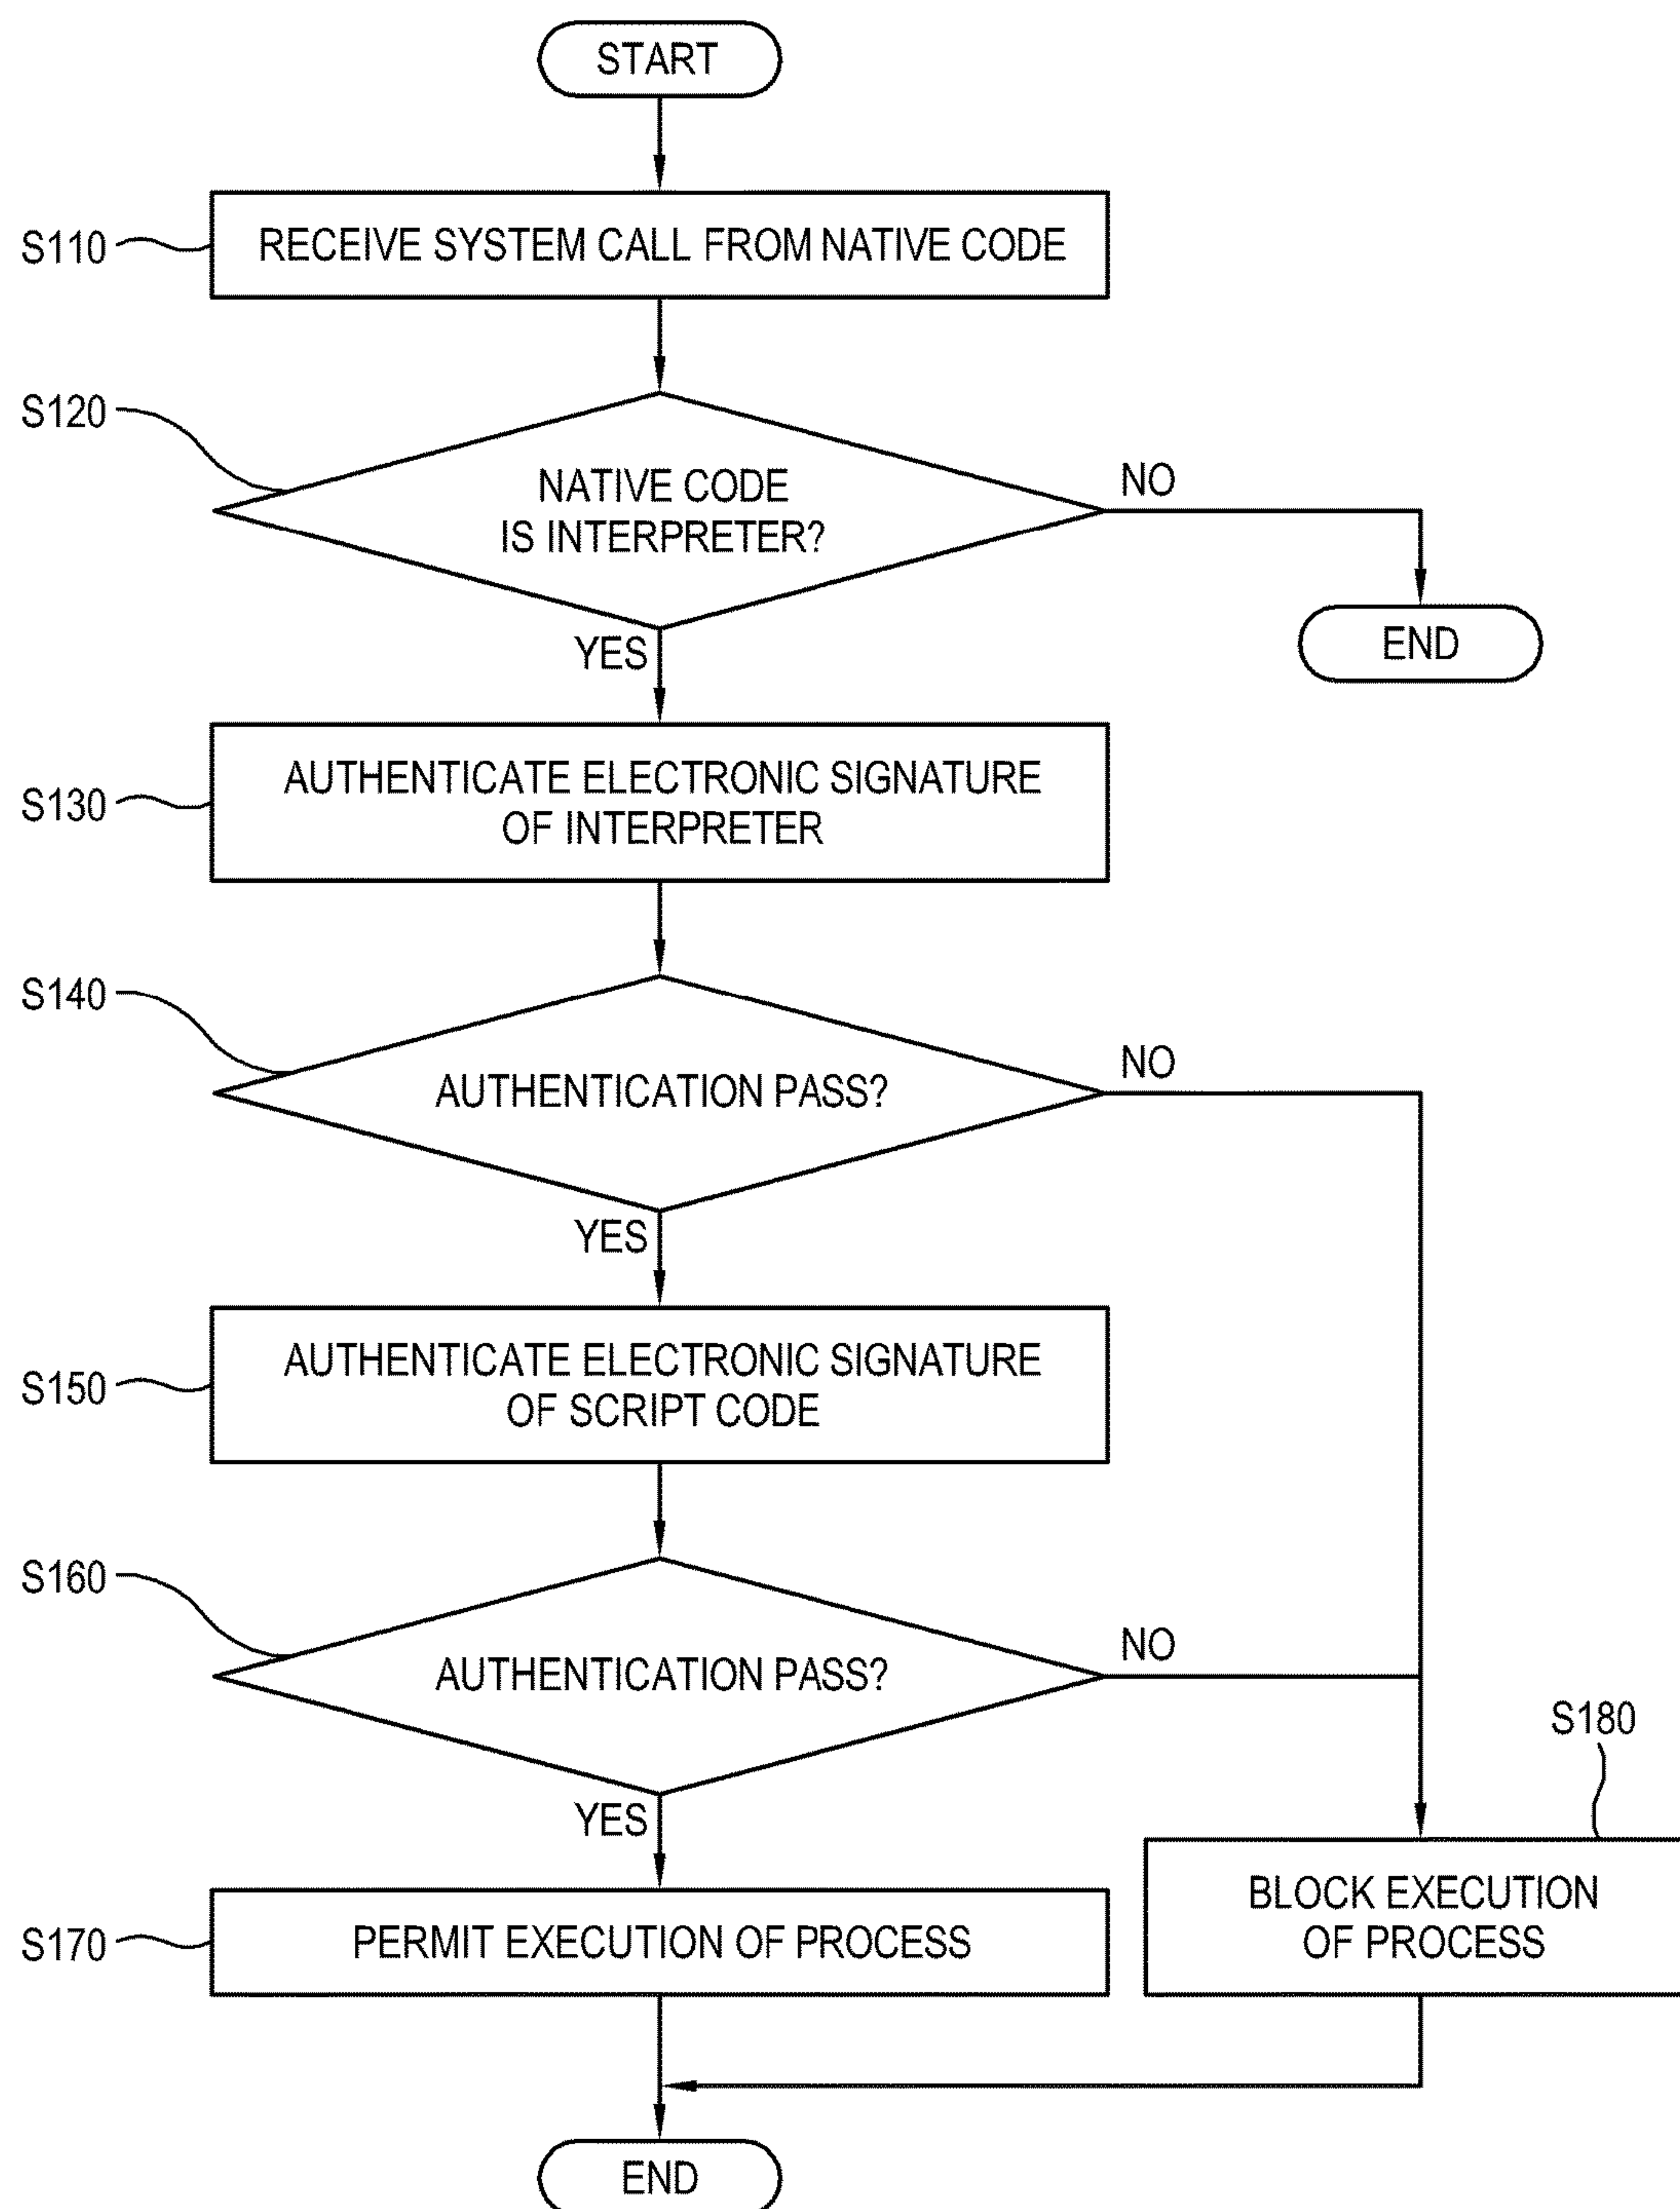 START
S110
RECEIVE SYSTEM CALL FROM NATIVE CODE
S120
NATIVE CODE
IS INTERPRETER?
NO
END
YES
S130
AUTHENTICATE ELECTRONIC SIGNATURE
OF INTERPRETER
S140
AUTHENTICATION PASS?
NO
YES
S150
AUTHENTICATE ELECTRONIC SIGNATURE
OF SCRIPT CODE
S160
AUTHENTICATION PASS?
NO
YES
S180
BLOCK EXECUTION
OF PROCESS
S170
PERMIT EXECUTION OF PROCESS
END